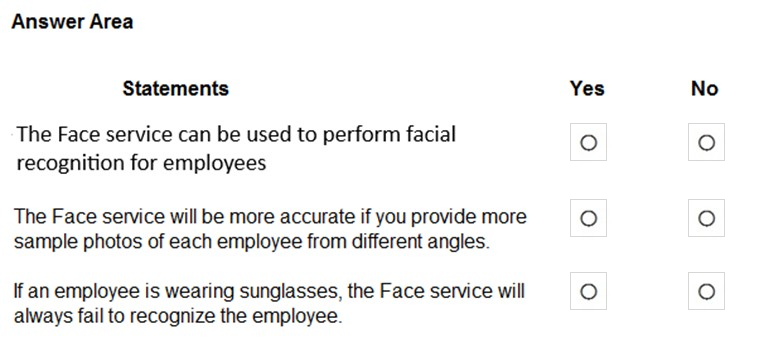 Answer Area
Statements Yes No
The Face service can be used to perform facial
recognition for employees
The Face service will be more accurate if you provide more
sample photos of each employee from different angles.
If an employee is wearing sunglasses, the Face service will
always fail to recognize the employee.